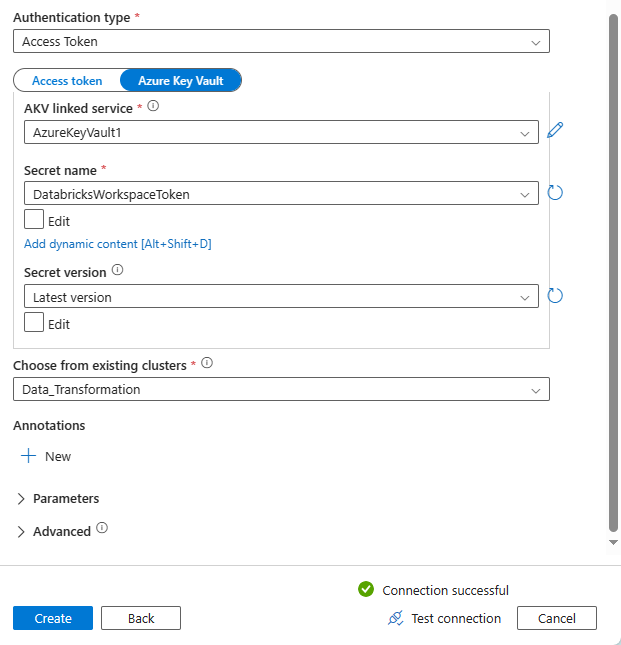 Authentication type *
Access Token
Access token
Azure Key Vault
AKV linked service *
AzureKeyVault1
Secret name *
DatabricksWorkspaceToken
Edit
Add dynamic content [Alt+Shift+D]
Secret version
Latest version
Edit
Choose from existing clusters *
Data_Transformation
Annotations
New
Parameters
Advanced
Connection successful
Create
Back
Test connection
Cancel